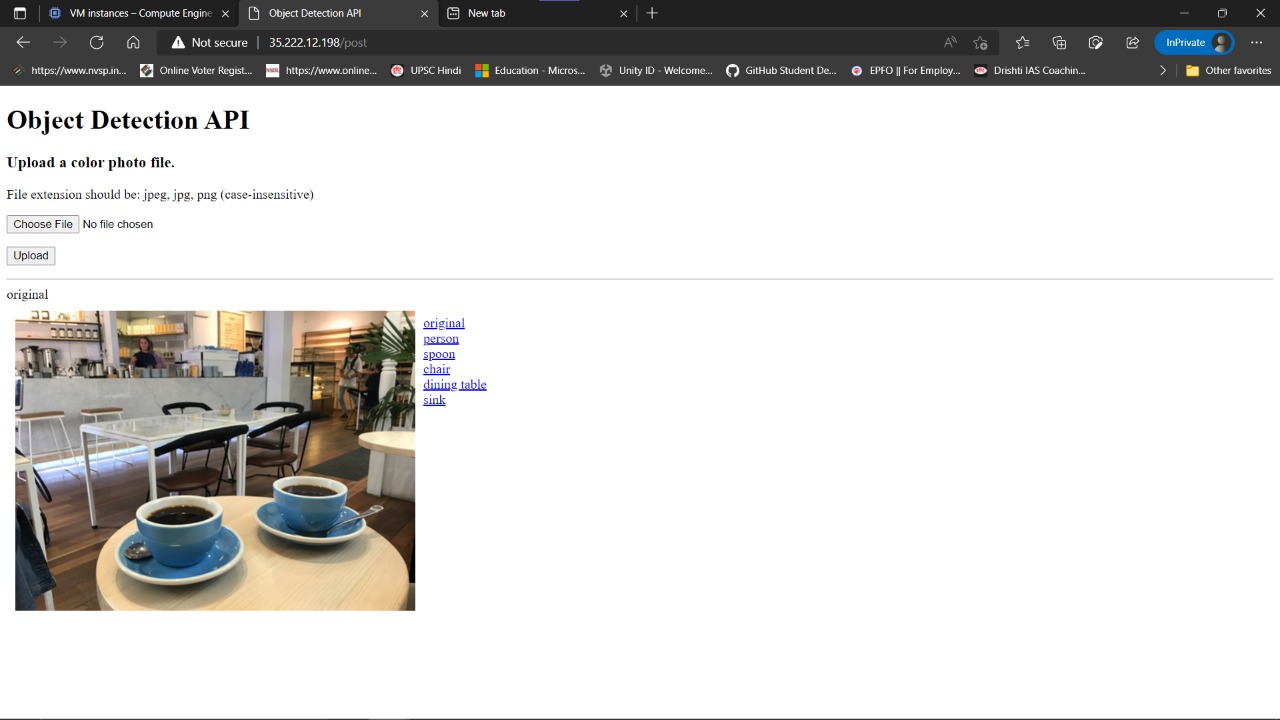 VM instances – Compute Engine
Object Detection API
New tab
Not secure
35.222.12.198/post
InPrivate
https://www.nvsp.in...
Online Voter Regist...
NSDL
https://www.online...
UPSC Hindi
Education - Micros...
Unity ID - Welcome...
GitHub Student De...
EPFO || For Employ...
Drishti IAS Coachin...
Other favorites
Object Detection API
Upload a color photo file.
File extension should be: jpeg, jpg, png (case-insensitive)
Choose File No file chosen
Upload
original
original
person
spoon
chair
dining table
sink